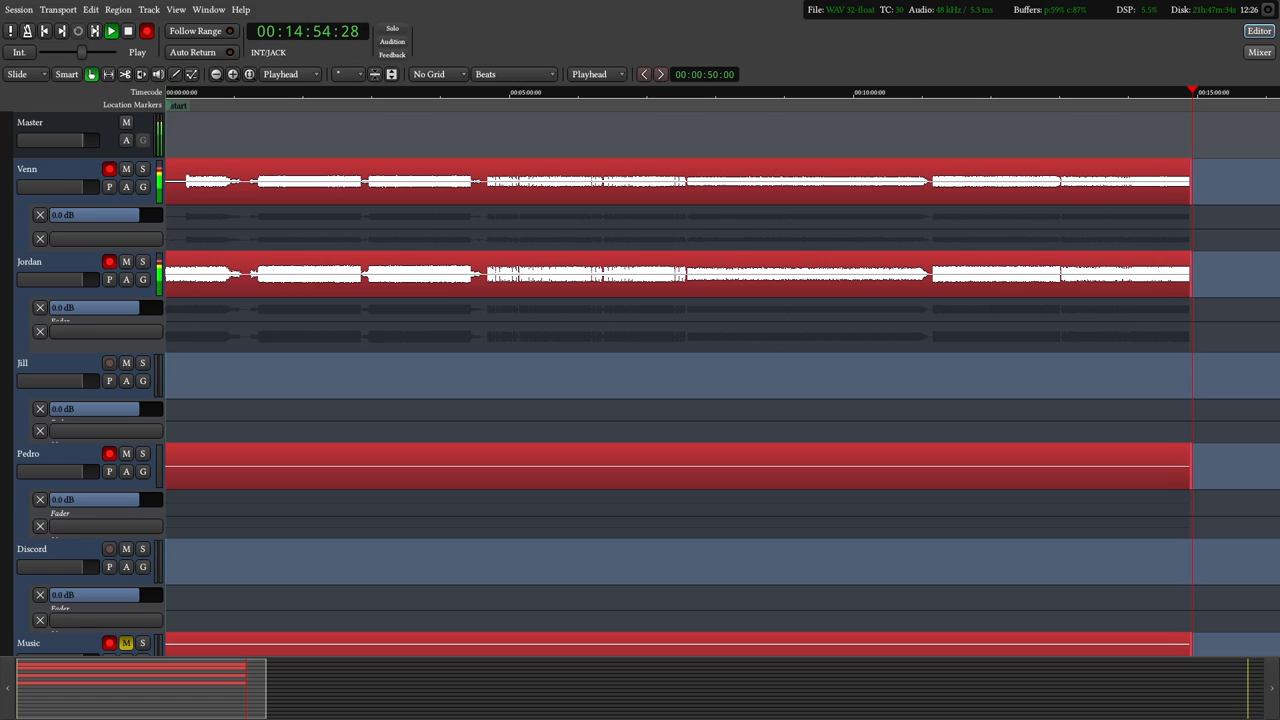 Session Transport Edit Region Track View Window Help File: WAV 32-float TC: 30 Audio: 48 kHz / 5.3 ms Buffers: p:59% c:87% DSP: 5.5% Disk: 21h:47m:34s 12:26
Follow Range 00:14:54:28 Solo Editor
Audition
Int. Play Auto Return INT/JACK Feedback Mixer
Slide Smart Playhead * No Grid Beats Playhead 00:00:50:00
Timecode 00:00:00:00 00:05:00:00 00:10:00:00 00:15:00:00
Location Markers start
Master M
A G
Venn M S
P A G
0.0 dB
Jordan M S
P A G
0.0 dB
Fader
Jill M S
P A G
0.0 dB
Pedro M S
P A G
0.0 dB
Fader
Discord M S
P A G
0.0 dB
Fader
Music M S